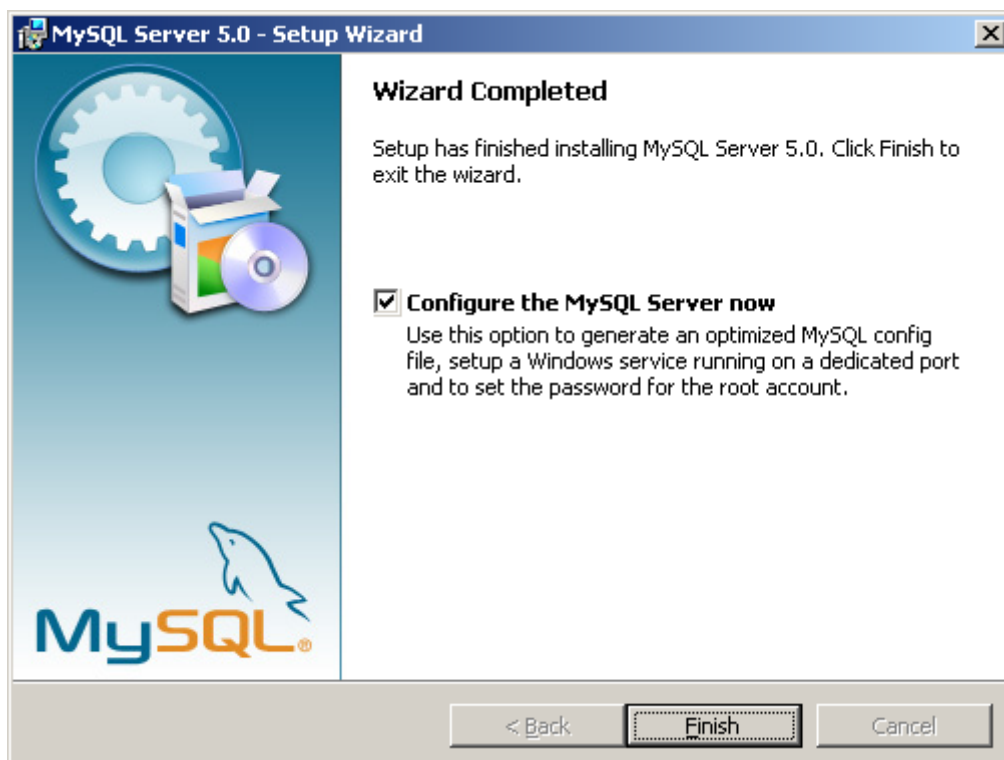 MySQL Server 5.0 - Setup Wizard
Wizard Completed
Setup has finished installing MySQL Server 5.0. Click Finish to
exit the wizard.
Configure the MySQL Server now
Use this option to generate an optimized MySQL config
file, setup a Windows service running on a dedicated port
and to set the password for the root account.
MySQL®
< Back
Finish
Cancel